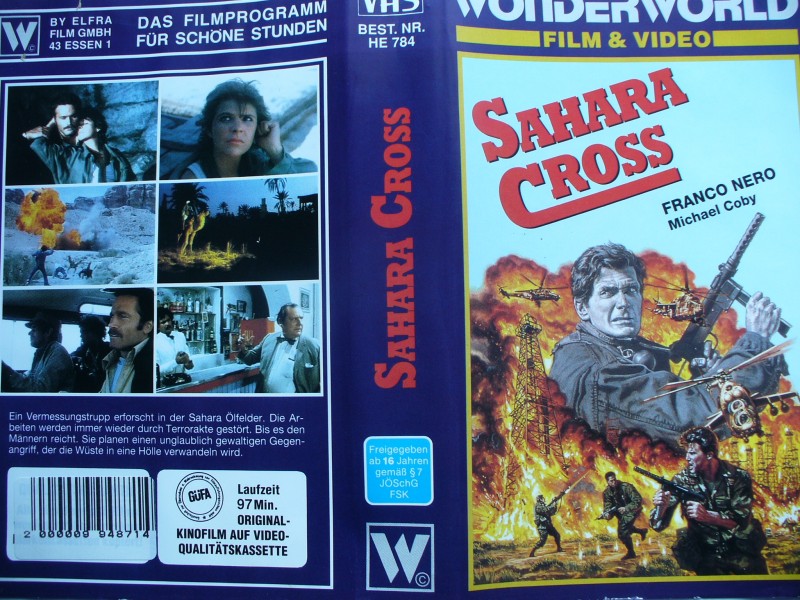 W
©
BY ELFRA
FILM GMBH
43 ESSEN 1
DAS FILMPROGRAMM
FÜR SCHÖNE STUNDEN
Ein Vermessungstrupp erforscht in der Sahara Ölfelder. Die Ar-
beiten werden immer wieder durch Terrorakte gestört. Bis es den
Männern reicht. Sie planen einen unglaublich gewaltigen Gegen-
angriff, der die Wüste in eine Hölle verwandeln wird.
2 000009 948714
GÜFA
Laufzeit
97 Min.
ORIGINAL-
KINOFILM AUF VIDEO-
QUALITÄTSKASSETTE
VHS
BEST. NR.
HE 784
SAHARA CROSS
Freigegeben
ab 16 Jahren
gemäß § 7
JÖSchG
FSK
W
©
WONDERWORLD
FILM & VIDEO
SAHARA
CROSS
FRANCO NERO
Michael Coby